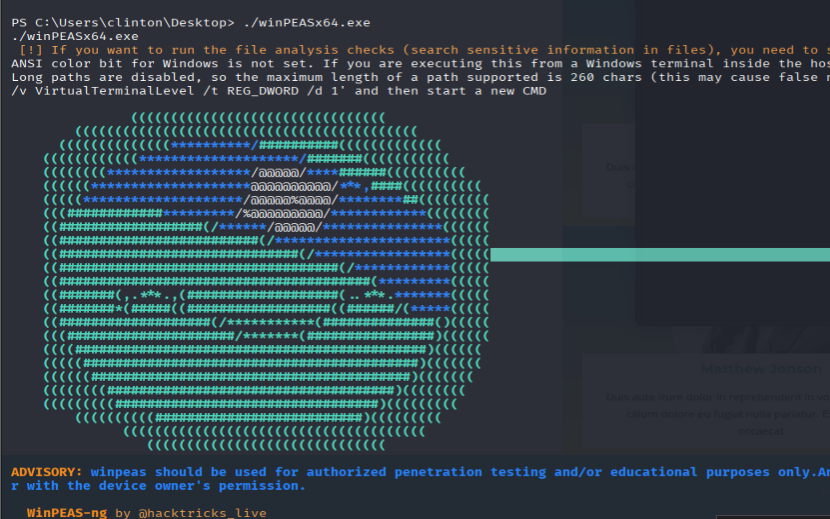 PS C:\Users\clinton\Desktop> ./winPEASx64.exe
./winPEASx64.exe
[!] If you want to run the file analysis checks (search sensitive information in files), you need to s
ANSI color bit for Windows is not set. If you are executing this from a Windows terminal inside the hos
Long paths are disabled, so the maximum length of a path supported is 260 chars (this may cause false r
/v VirtualTerminalLevel /t REG_DWORD /d 1' and then start a new CMD
Matthew Jonson
Duis aute irure dolor in reprehenderit in vo
cillum dolore eu fugiat nulla pariatur. E
occaerat
ADVISORY: winpeas should be used for authorized penetration testing and/or educational purposes only.An
r with the device owner's permission.
WinPEAS-ng by @hacktricks_live